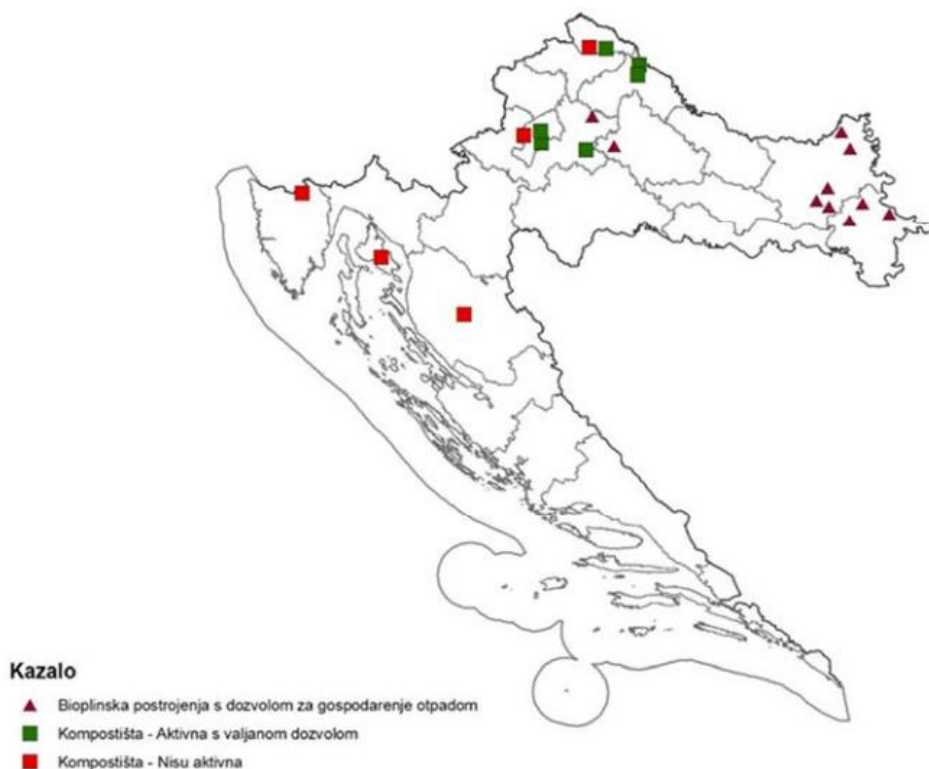 Kazalo
Bioplinska postrojenja s dozvolom za gospodarenje otpadom
Kompostišta - Aktivna s valjanom dozvolom
Kompostišta - Nisu aktivna